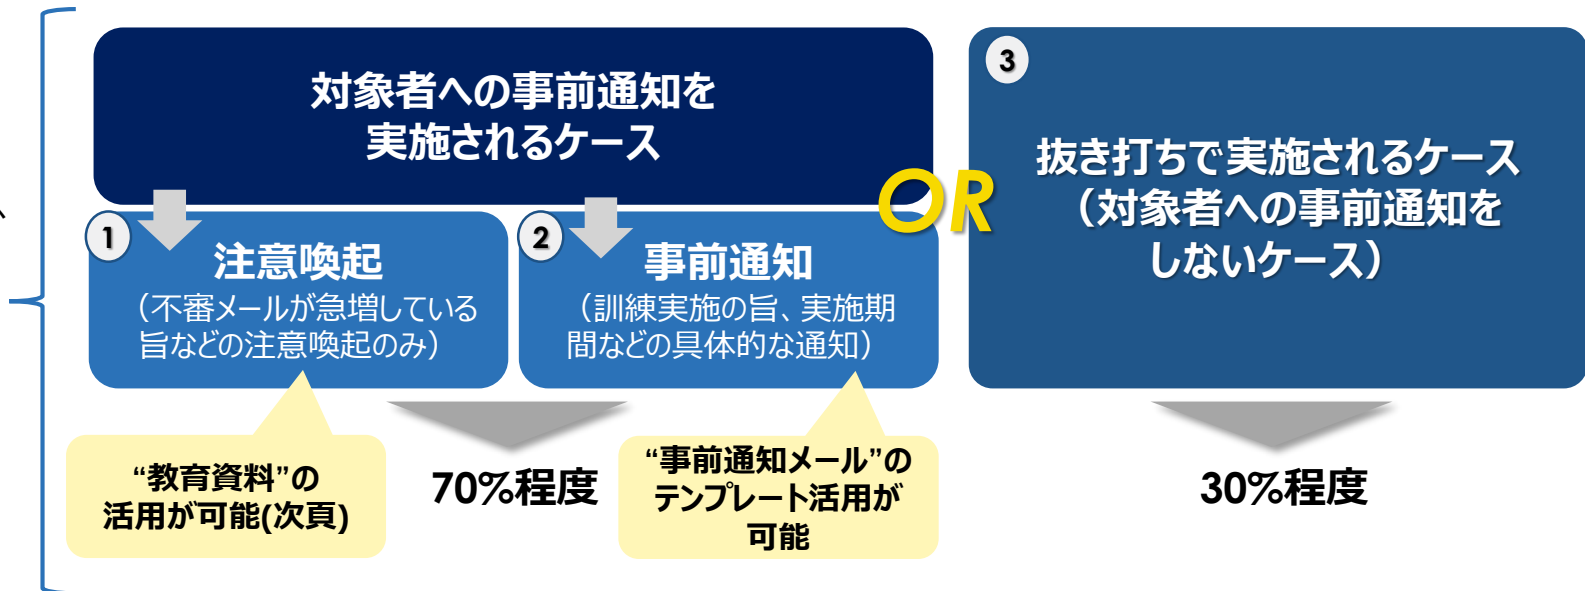 対象者への事前通知を
実施されるケース
OR
③
抜き打ちで実施されるケース
（対象者への事前通知を
しないケース）
①
注意喚起
（不審メールが急増している
旨などの注意喚起のみ）
②
事前通知
（訓練実施の旨、実施期
間などの具体的な通知）
“教育資料”の
活用が可能(次頁)
70%程度
“事前通知メール”の
テンプレート活用が
可能
30%程度